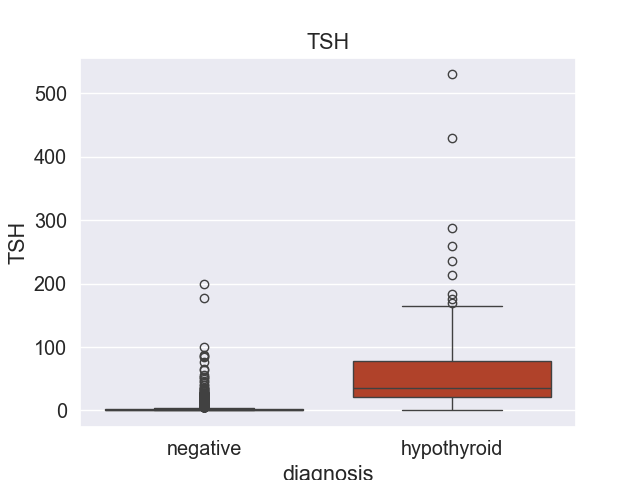 TSH
500
400
300
200
100
0
TSH
negative
hypothyroid
diagnosis